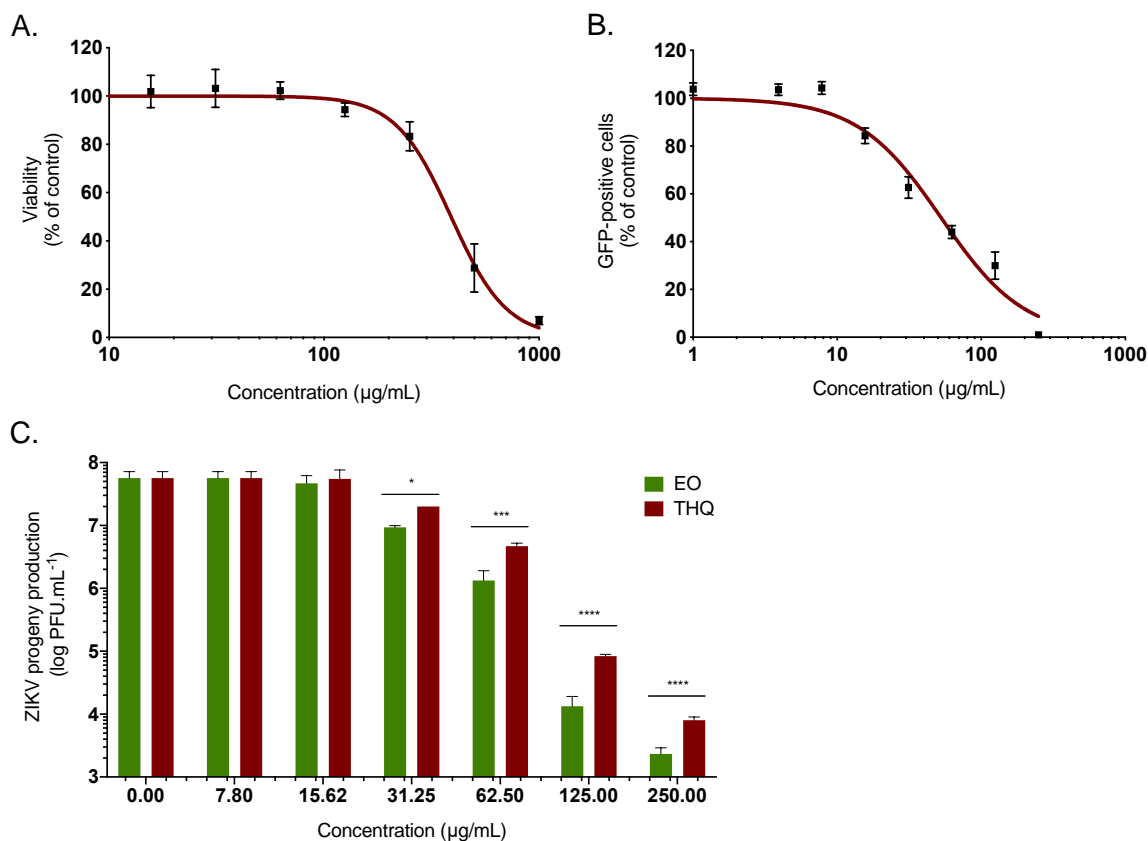 A.
120
100
80
60
40
20
0
Viability
(% of control)
10
100
1000
Concentration (µg/mL)
B.
120
100
80
60
40
20
0
GFP-positive cells
(% of control)
1
10
100
1000
Concentration (µg/mL)
C.
8
7
6
5
4
3
ZIKV progeny production
(log PFU.mL⁻¹)
*
***
****
****
EO
THQ
0.00
7.80
15.62
31.25
62.50
125.00
250.00
Concentration (µg/mL)